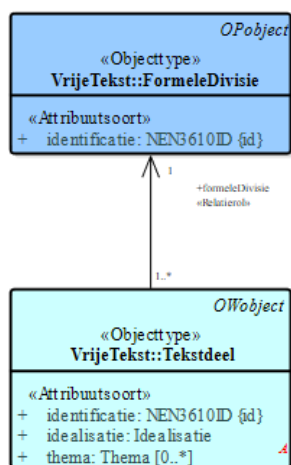 OPobject
«Objecttype»
VrijeTekst::FormeleDivisie
«Attribuutsoort»
+ identificatie: NEN3610ID {id}
1
+formeleDivisie
«Relatierol»
1..*
OWobject
«Objecttype»
VrijeTekst::Tekstdeel
«Attribuutsoort»
+ identificatie: NEN3610ID {id}
+ idealisatie: Idealisatie
+ thema: Thema [0..*]
A